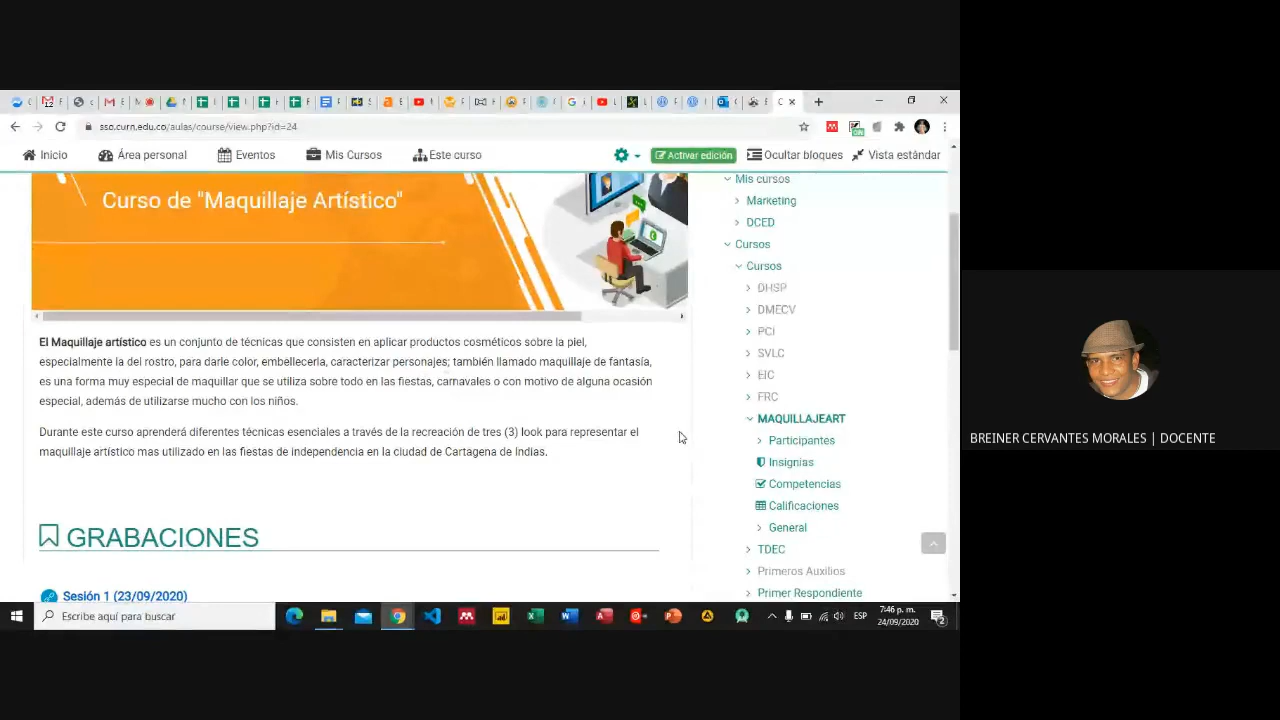 sso.curn.edu.co/aulas/course/view.php?id=24
Inicio
Área personal
Eventos
Mis Cursos
Este curso
Activar edición
Ocultar bloques
Vista estándar
Curso de "Maquillaje Artístico"
El Maquillaje artístico es un conjunto de técnicas que consisten en aplicar productos cosméticos sobre la piel,
especialmente la del rostro, para darle color, embellecerla, caracterizar personajes; también llamado maquillaje de fantasía,
es una forma muy especial de maquillar que se utiliza sobre todo en las fiestas, carnavales o con motivo de alguna ocasión
especial, además de utilizarse mucho con los niños.
Durante este curso aprenderá diferentes técnicas esenciales a través de la recreación de tres (3) look para representar el
maquillaje artístico mas utilizado en las fiestas de independencia en la ciudad de Cartagena de Indias.
GRABACIONES
Sesión 1 (23/09/2020)
Mis cursos
Marketing
DCED
Cursos
Cursos
DHSP
DMECV
PCI
SVLC
EIC
FRC
MAQUILLAJEART
Participantes
Insignias
Competencias
Calificaciones
General
TDEC
Primeros Auxilios
Primer Respondiente
Escribe aquí para buscar
ESP
7:46 p. m.
24/09/2020
BREINER CERVANTES MORALES | DOCENTE